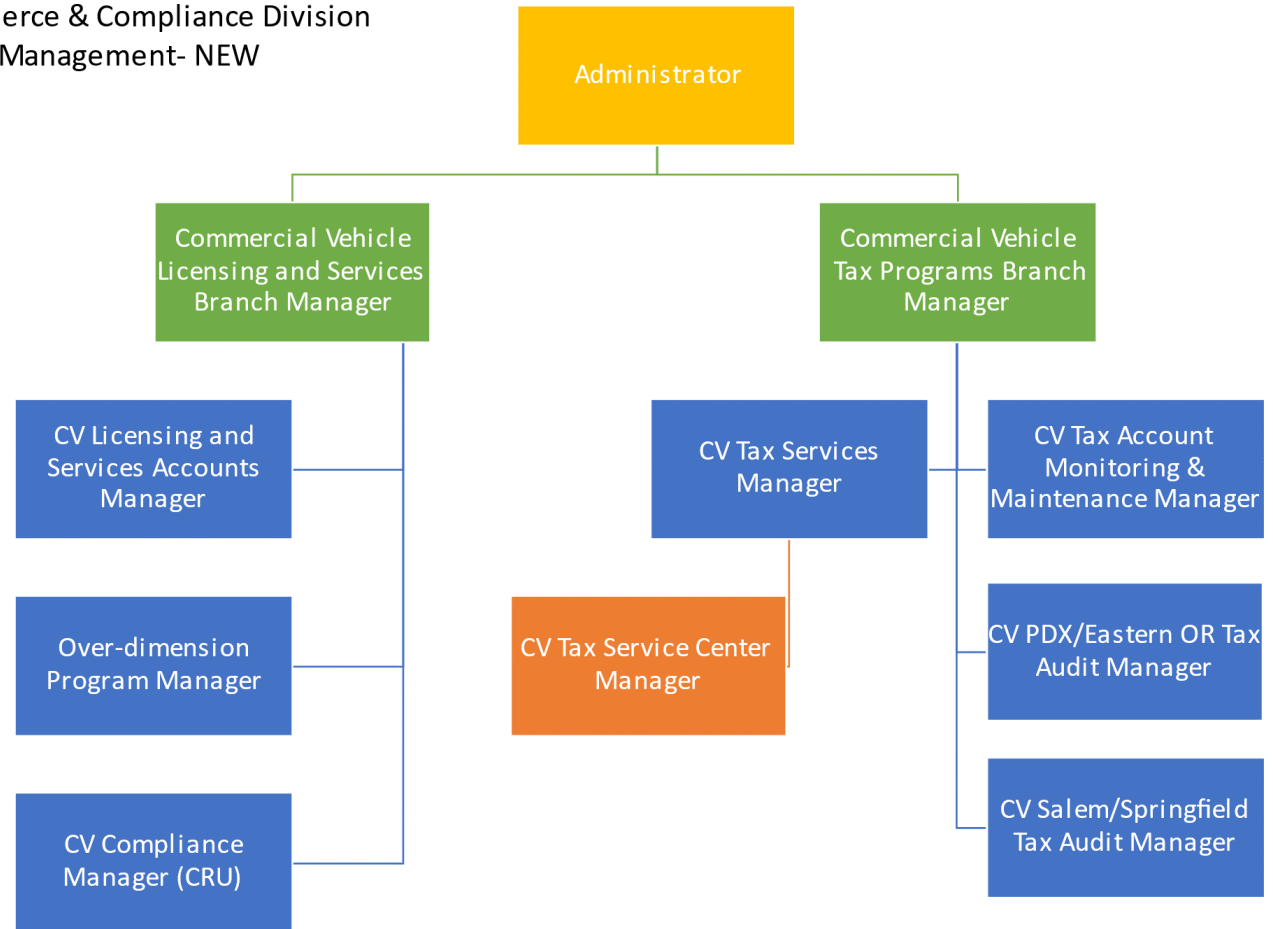 erce & Compliance Division
Management- NEW
Administrator
Commercial Vehicle
Licensing and Services
Branch Manager
Commercial Vehicle
Tax Programs Branch
Manager
CV Licensing and
Services Accounts
Manager
CV Tax Services
Manager
CV Tax Account
Monitoring &
Maintenance Manager
Over-dimension
Program Manager
CV Tax Service Center
Manager
CV PDX/Eastern OR Tax
Audit Manager
CV Compliance
Manager (CRU)
CV Salem/Springfield
Tax Audit Manager